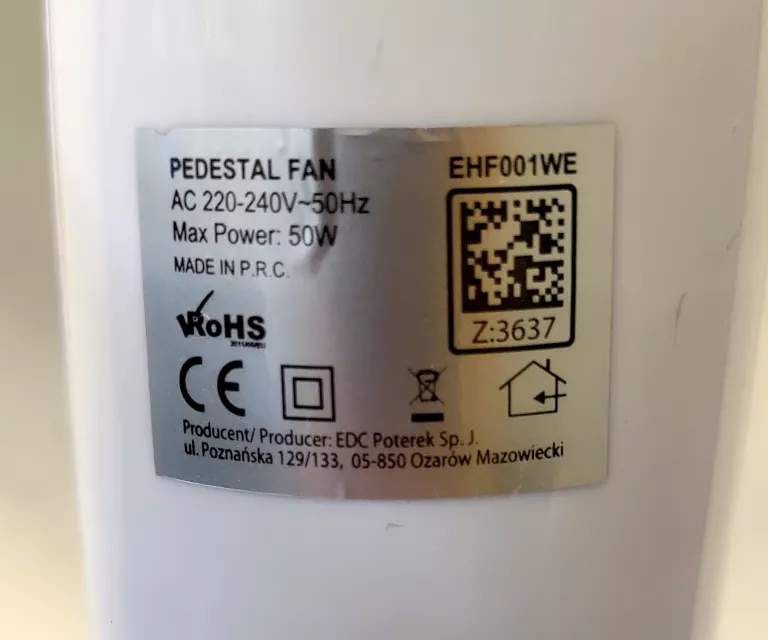 PEDESTAL FAN
EHF001WE
AC 220-240V~50Hz
Max Power: 50W
MADE IN P.R.C.
Z:3637
RoHS
CE
Producent/ Producer: EDC Poterek Sp. J.
ul. Poznańska 129/133, 05-850 Ozarów Mazowiecki